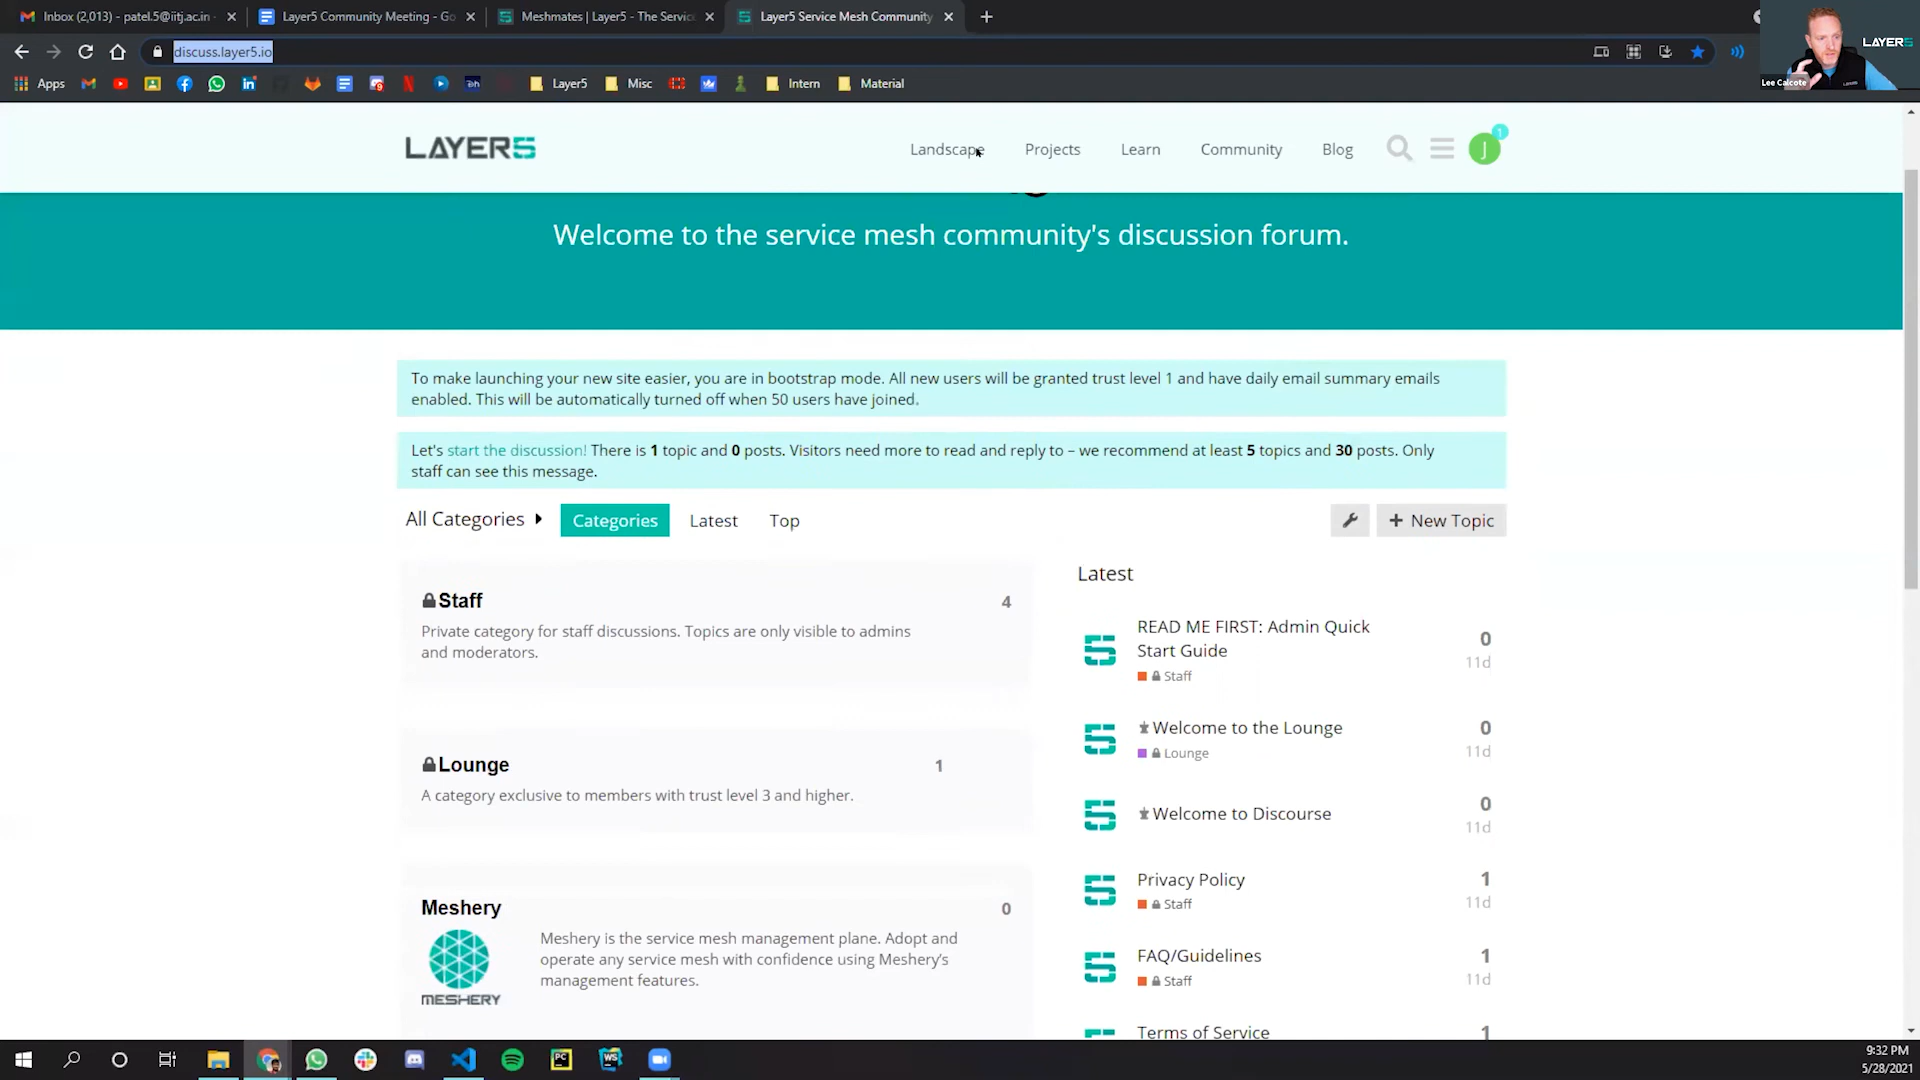 Inbox (2,013) - patel.5@iitj.ac.in
Layer5 Community Meeting - Go
Meshmates | Layer5 - The Servic
Layer5 Service Mesh Community
discuss.layer5.io
LAYER5
Lee Calcote
Apps
Layer5
Misc
Intern
Material
LAYER5
Landscape
Projects
Learn
Community
Blog
J
1
Welcome to the service mesh community's discussion forum.
To make launching your new site easier, you are in bootstrap mode. All new users will be granted trust level 1 and have daily email summary emails
enabled. This will be automatically turned off when 50 users have joined.
Let's start the discussion! There is 1 topic and 0 posts. Visitors need more to read and reply to – we recommend at least 5 topics and 30 posts. Only
staff can see this message.
All Categories
Categories
Latest
Top
+ New Topic
Staff
4
Private category for staff discussions. Topics are only visible to admins
and moderators.
Lounge
1
A category exclusive to members with trust level 3 and higher.
Meshery
0
Meshery is the service mesh management plane. Adopt and
operate any service mesh with confidence using Meshery's
management features.
MESHERY
Latest
READ ME FIRST: Admin Quick
Start Guide
Staff
0
11d
Welcome to the Lounge
Lounge
0
11d
Welcome to Discourse
0
11d
Privacy Policy
Staff
1
11d
FAQ/Guidelines
Staff
1
11d
Terms of Service
1
9:32 PM
5/28/2021